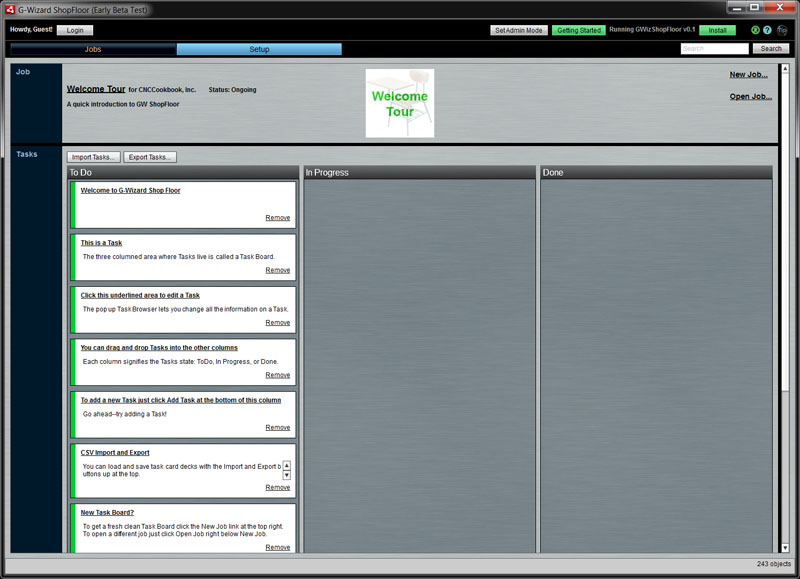 G-Wizard ShopFloor (Early Beta Test)
Howdy, Guest!
Login
Set Admin Mode
Getting Started
Running GWizShopFloor v0.1
Install
Jobs
Setup
Search
Search
Job
Welcome Tour for CNCCookbook, Inc. Status: Ongoing
A quick introduction to GW ShopFloor
Welcome
Tour
New Job...
Open Job...
Tasks
Import Tasks...
Export Tasks...
To Do
In Progress
Done
Welcome to G-Wizard Shop Floor
Remove
This is a Task
The three columned area where Tasks live is called a Task Board.
Remove
Click this underlined area to edit a Task
The pop up Task Browser lets you change all the information on a Task.
Remove
You can drag and drop Tasks into the other columns
Each column signifies the Tasks state: ToDo, In Progress, or Done.
Remove
To add a new Task just click Add Task at the bottom of this column
Go ahead--try adding a Task!
Remove
CSV Import and Export
You can load and save task card decks with the Import and Export b
uttons up at the top.
Remove
New Task Board?
To get a fresh clean Task Board click the New Job link at the top right.
To open a different job just click Open Job right below New Job.
Remove
243 objects